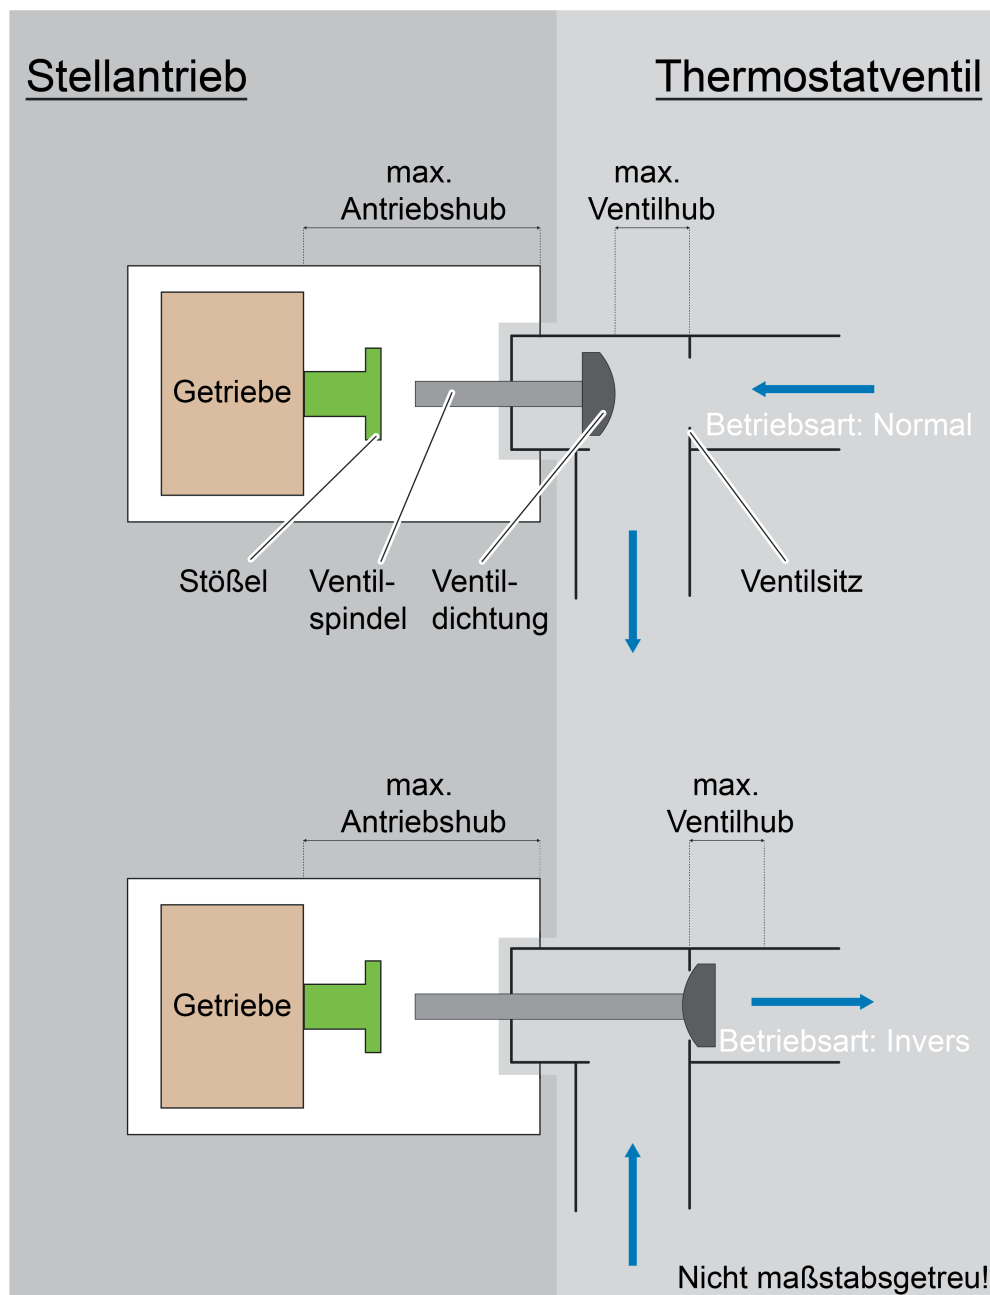 Stellantrieb
Thermostatventil
max.
Antriebshub
max.
Ventilhub
Getriebe
Betriebsart: Normal
Stößel
Ventil-
spindel
Ventil-
dichtung
Ventilsitz
max.
Antriebshub
max.
Ventilhub
Getriebe
Betriebsart: Invers
Nicht maßstabsgetreu!